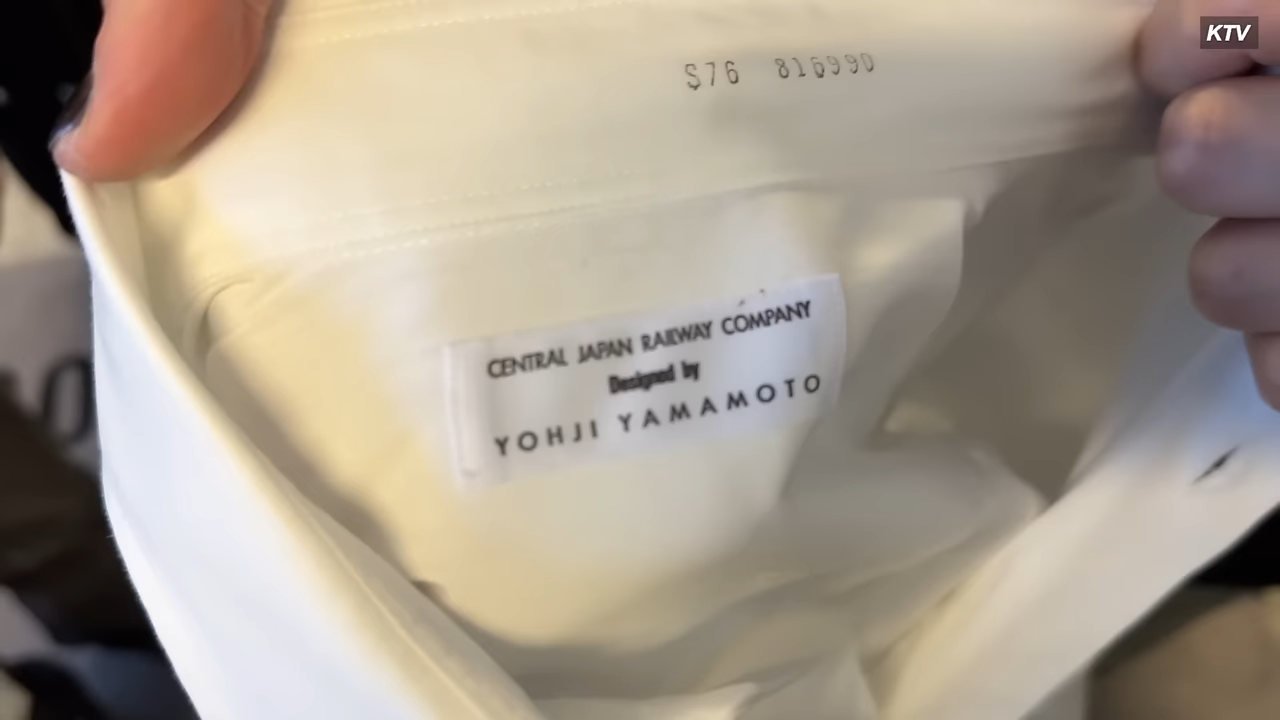 KTV
S76 816990
CENTRAL JAPAN RAILWAY COMPANY
Designed by
YOHJI YAMAMOTO